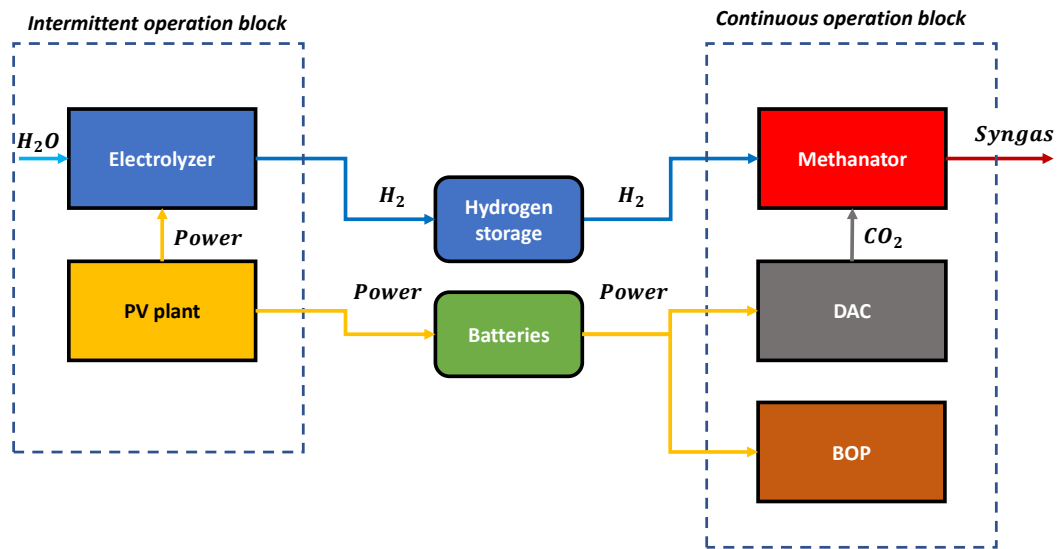 Intermittent operation block
Continuous operation block
H₂O
Electrolyzer
Methanator
Syngas
H₂
Hydrogen
storage
H₂
Power
CO₂
PV plant
Power
Batteries
Power
DAC
BOP